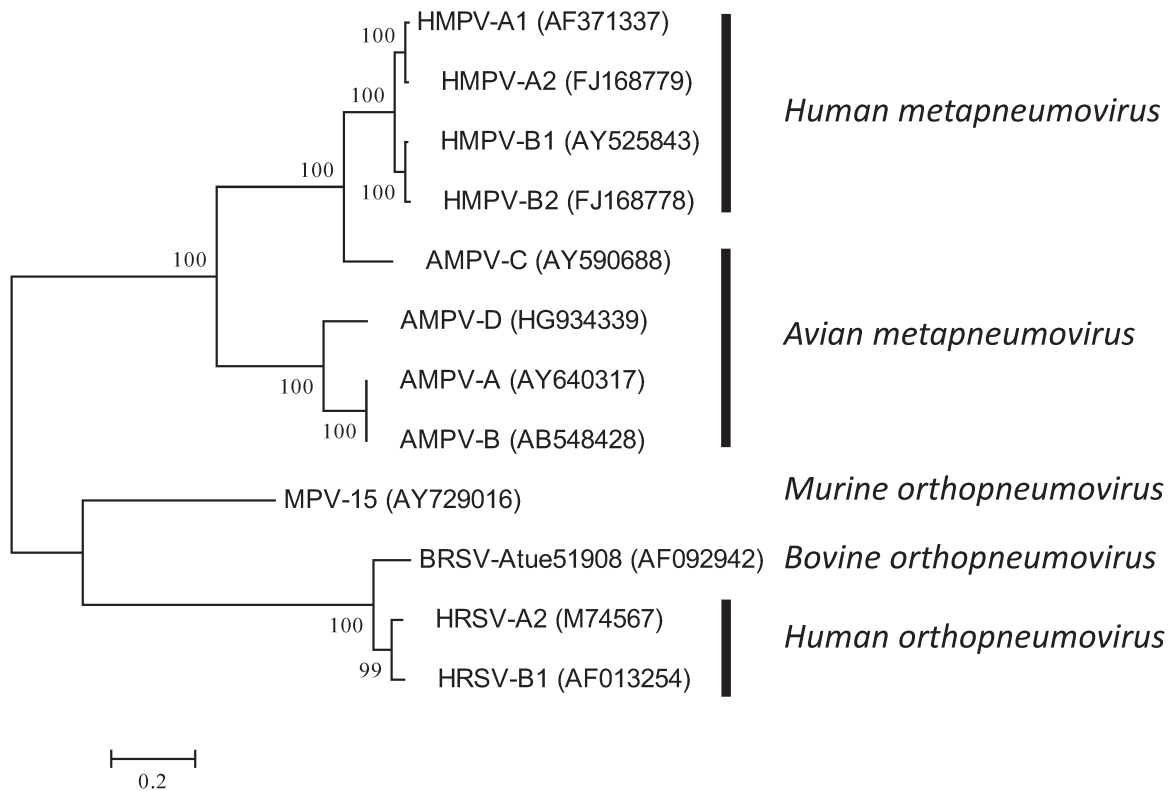 100 HMPV-A1 (AF371337)
HMPV-A2 (FJ168779)
100
Human metapneumovirus
HMPV-B1 (AY525843)
100
100 HMPV-B2 (FJ168778)
100
AMPV-C (AY590688)
AMPV-D (HG934339)
Avian metapneumovirus
100
AMPV-A (AY640317)
100
AMPV-B (AB548428)
MPV-15 (AY729016) Murine orthopneumovirus
BRSV-Atue51908 (AF092942) Bovine orthopneumovirus
100
HRSV-A2 (M74567)
Human orthopneumovirus
99
HRSV-B1 (AF013254)
0.2